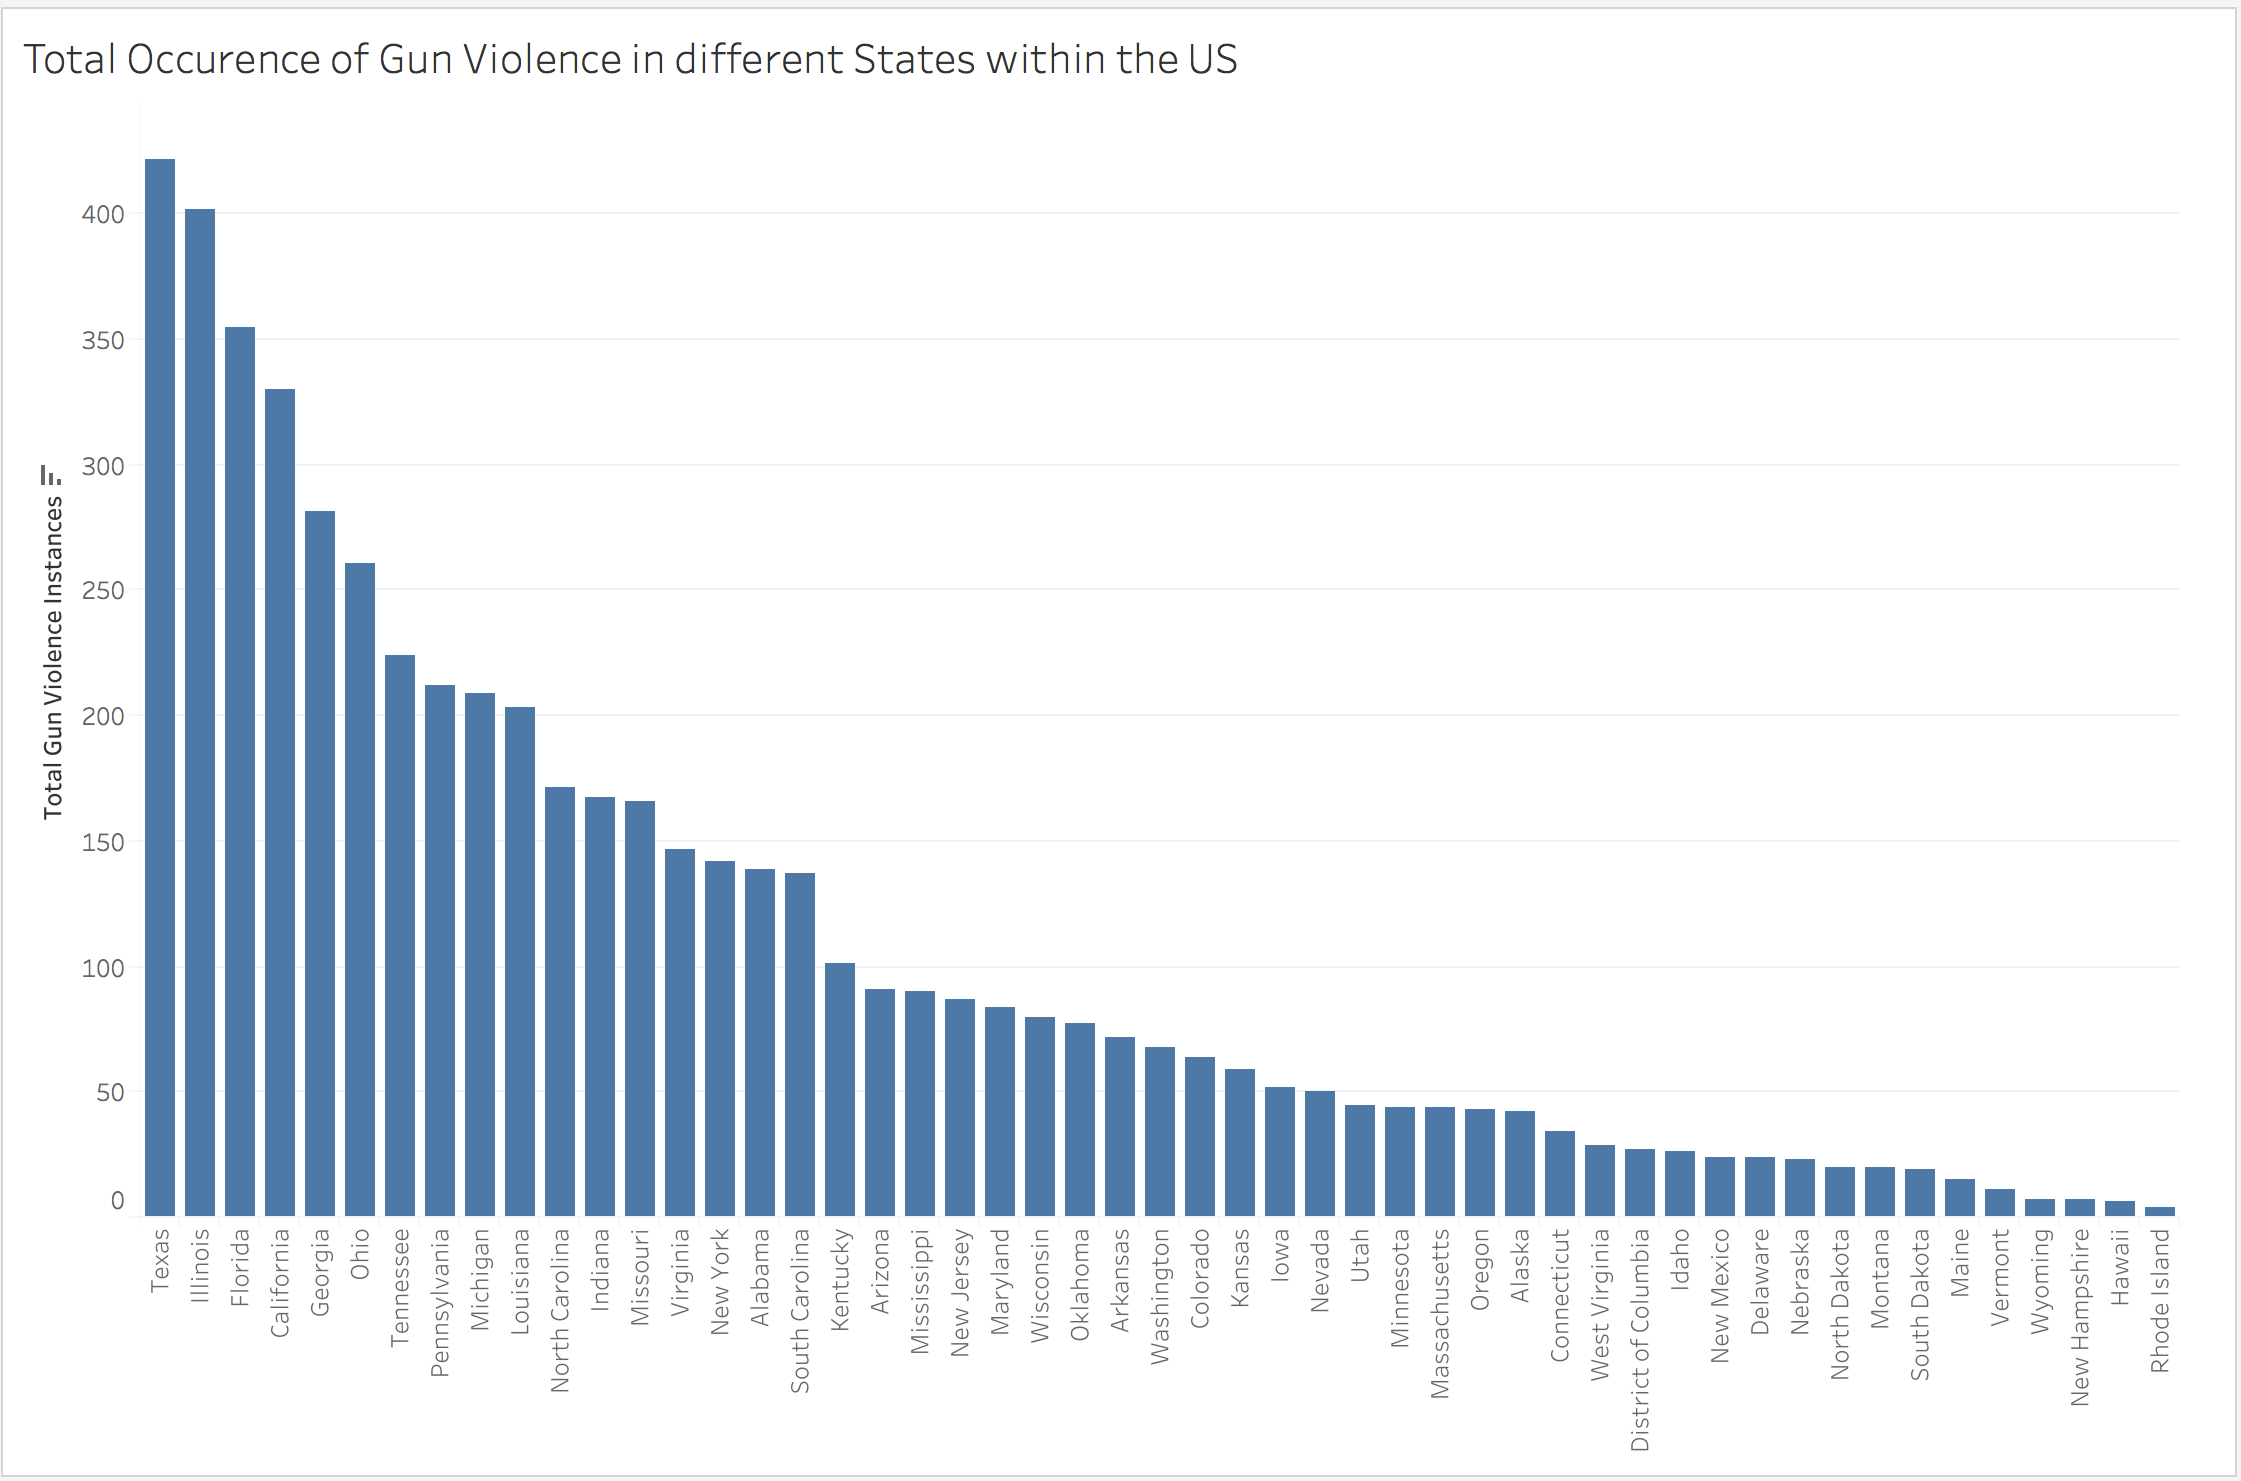 Total Occurence of Gun Violence in different States within the US
Total Gun Violence Instances
400
350
300
250
200
150
100
50
0
Texas
Illinois
Florida
California
Georgia
Ohio
Tennessee
Pennsylvania
Michigan
Louisiana
North Carolina
Indiana
Missouri
Virginia
New York
Alabama
South Carolina
Kentucky
Arizona
Mississippi
New Jersey
Maryland
Wisconsin
Oklahoma
Arkansas
Washington
Colorado
Kansas
Iowa
Nevada
Utah
Minnesota
Massachusetts
Oregon
Alaska
Connecticut
West Virginia
District of Columbia
Idaho
New Mexico
Delaware
Nebraska
North Dakota
Montana
South Dakota
Maine
Vermont
Wyoming
New Hampshire
Hawaii
Rhode Island